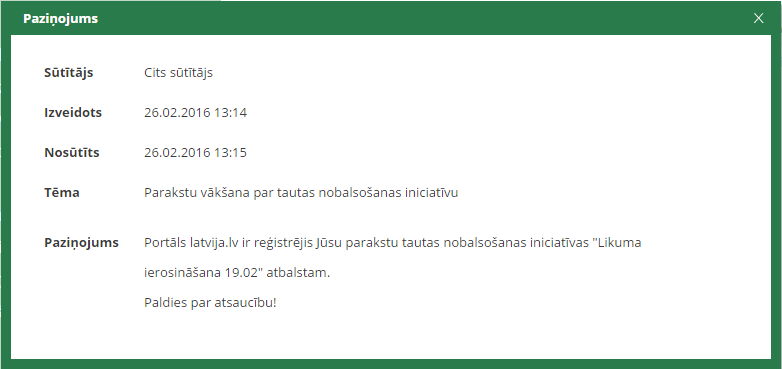 Paziņojums
Sūtītājs Cits sūtītājs
Izveidots 26.02.2016 13:14
Nosūtīts 26.02.2016 13:15
Tēma Parakstu vākšana par tautas nobalsošanas iniciatīvu
Paziņojums Portāls latvija.lv ir reģistrējis Jūsu parakstu tautas nobalsošanas iniciatīvas "Likuma
ierosināšana 19.02" atbalstam.
Paldies par atsaucību!